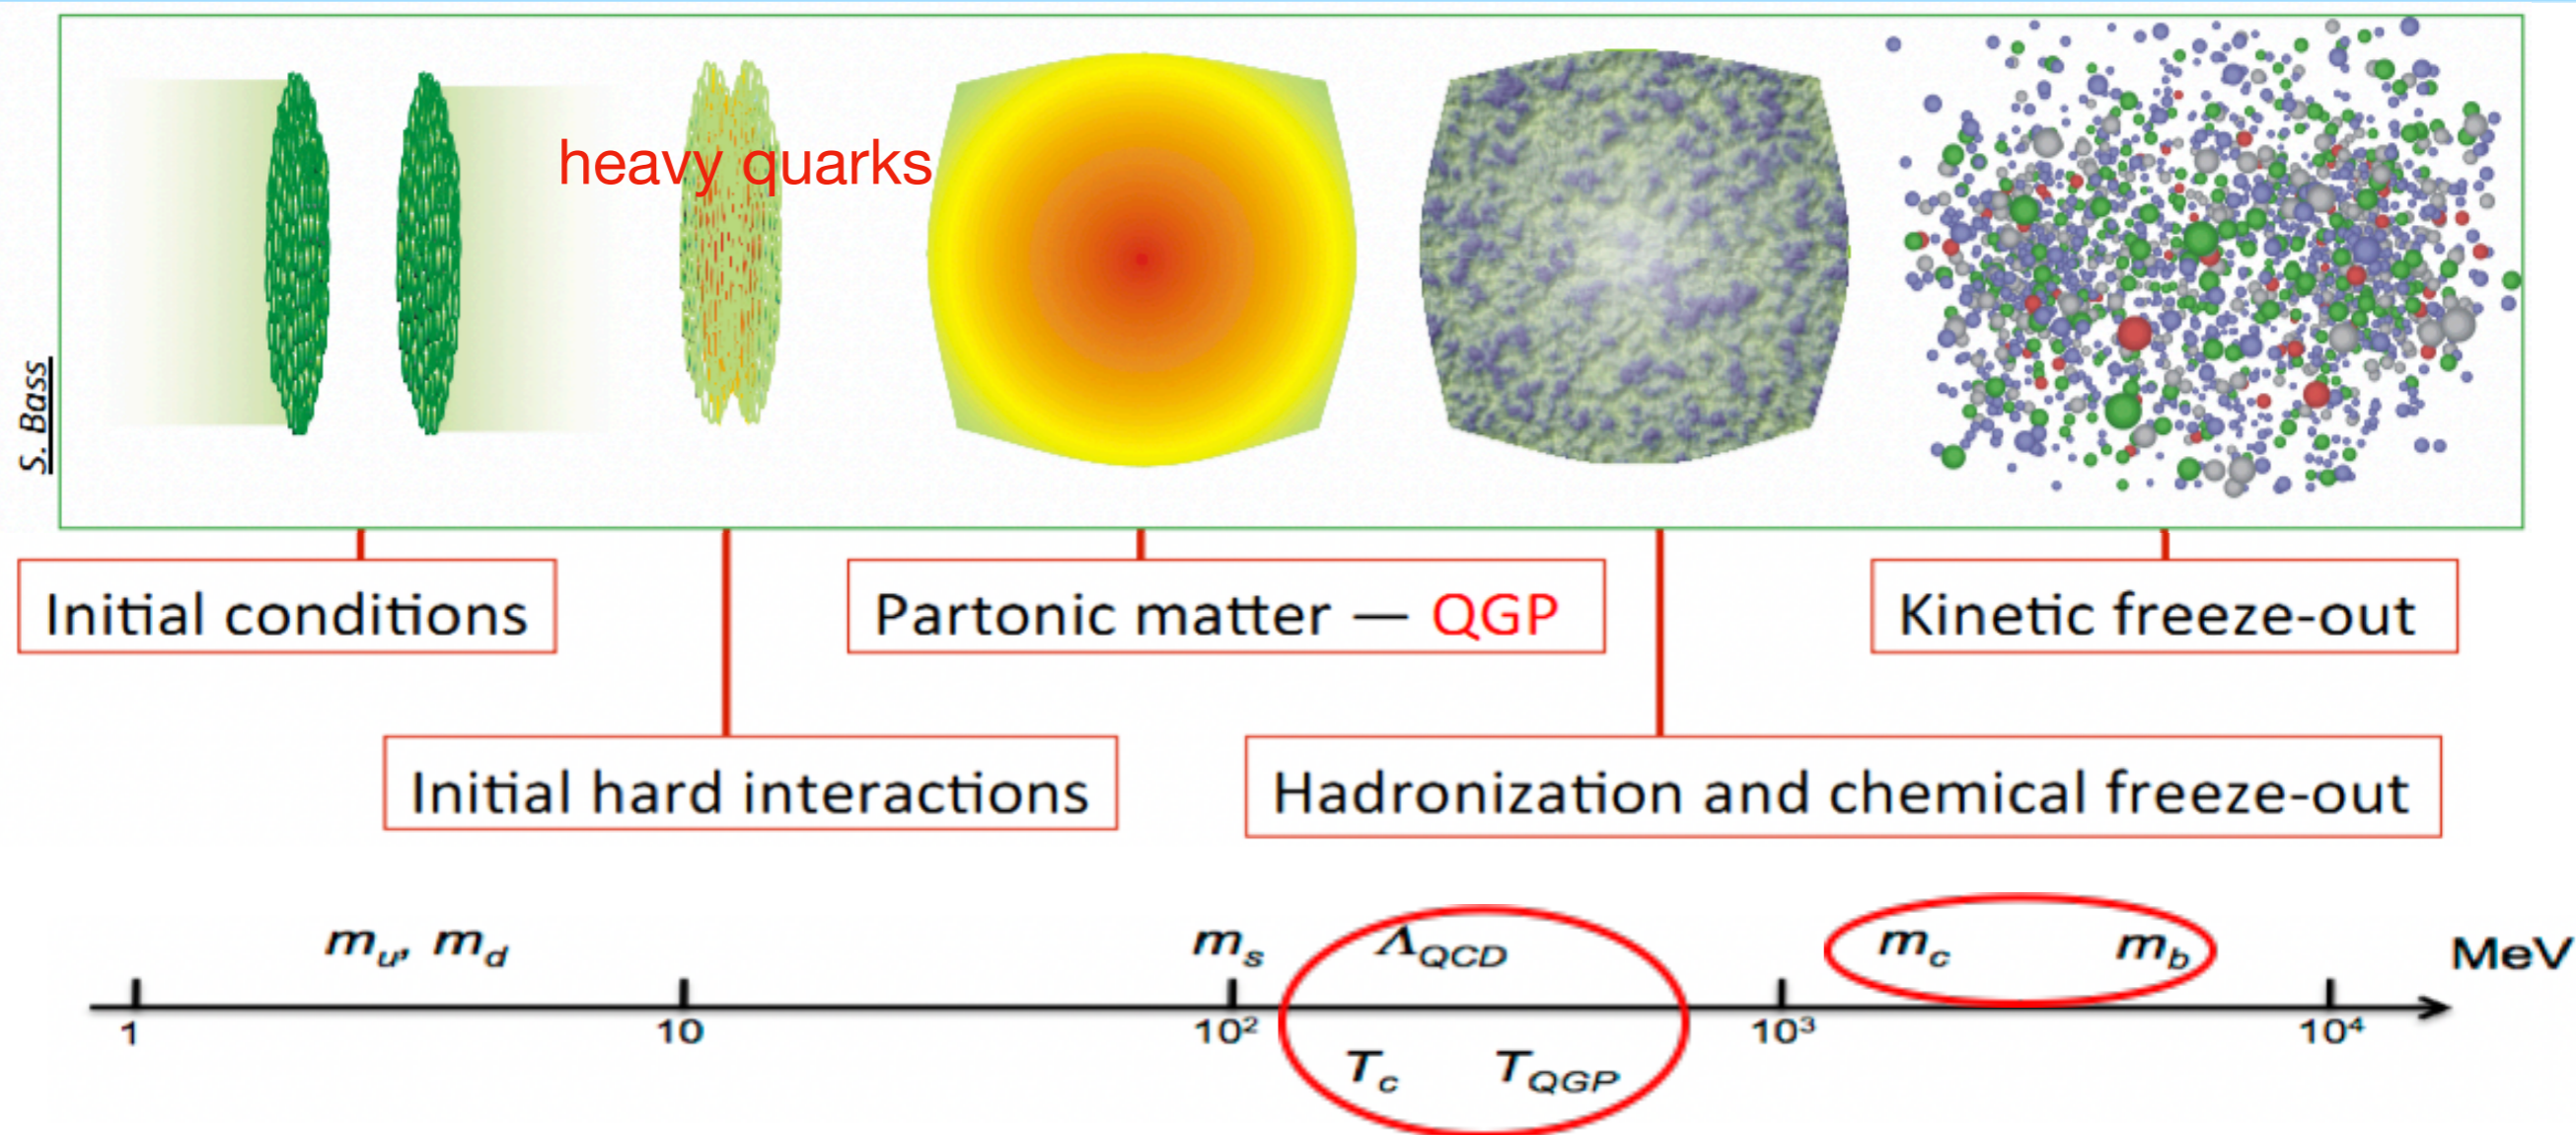 S. Bass
heavy quarks
Initial conditions
Partonic matter — QGP
Kinetic freeze-out
Initial hard interactions
Hadronization and chemical freeze-out
m_u, m_d
m_s
Λ_QCD
m_c
m_b
MeV
1
10
10²
10³
10⁴
T_c
T_QGP